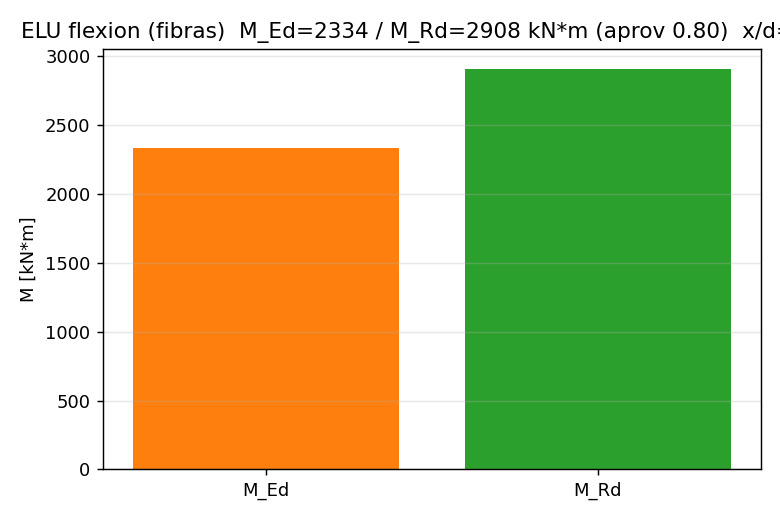 ELU flexion (fibras)  M_Ed=2334 / M_Rd=2908 kN*m (aprov 0.80)  x/d=
3000
2500
2000
1500
1000
500
0
M [kN*m]
M_Ed
M_Rd